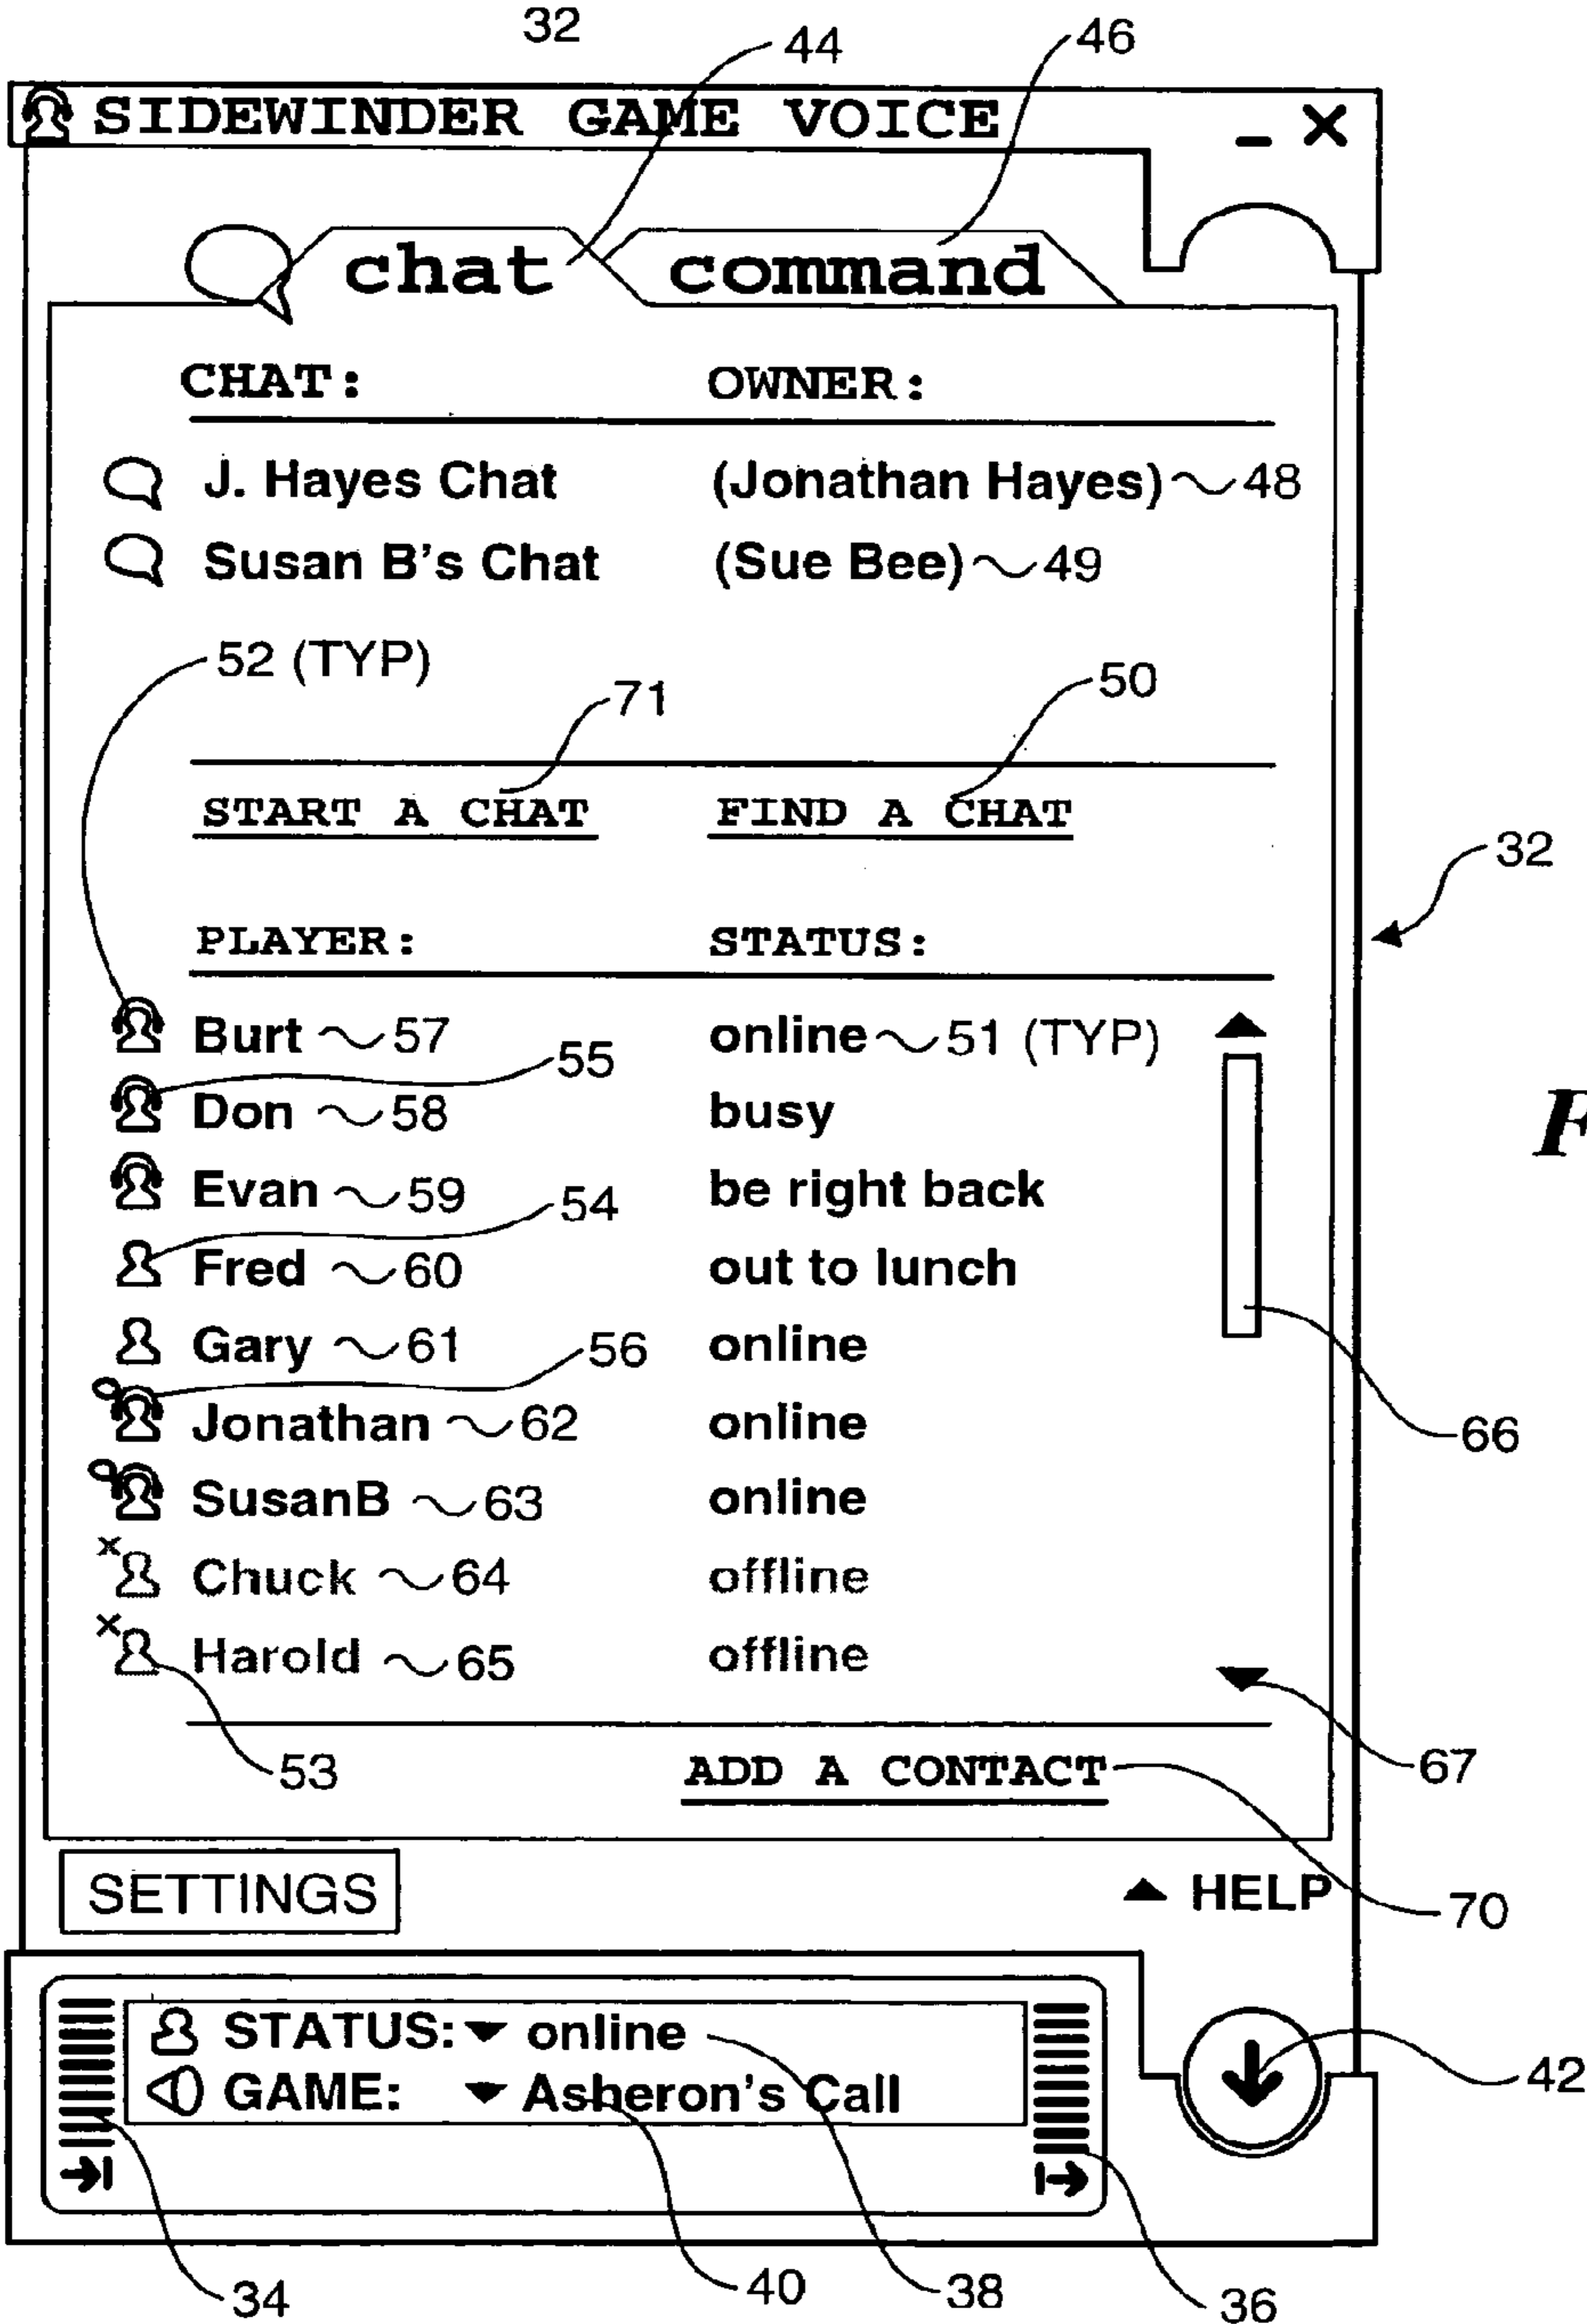 32
44
46
SIDEWINDER GAME VOICE
chat command
CHAT: OWNER:
J. Hayes Chat (Jonathan Hayes) 48
Susan B's Chat (Sue Bee) 49
52 (TYP)
71
50
START A CHAT FIND A CHAT
32
PLAYER: STATUS:
Burt 57 online 51 (TYP)
55
Don 58 busy
F
Evan 59 be right back
54
Fred 60 out to lunch
Gary 61 online
56
Jonathan 62 online
66
SusanB 63 online
Chuck 64 offline
Harold 65 offline
53
ADD A CONTACT
67
SETTINGS
HELP
70
STATUS: online
GAME: Asheron's Call
42
34
40
38
36